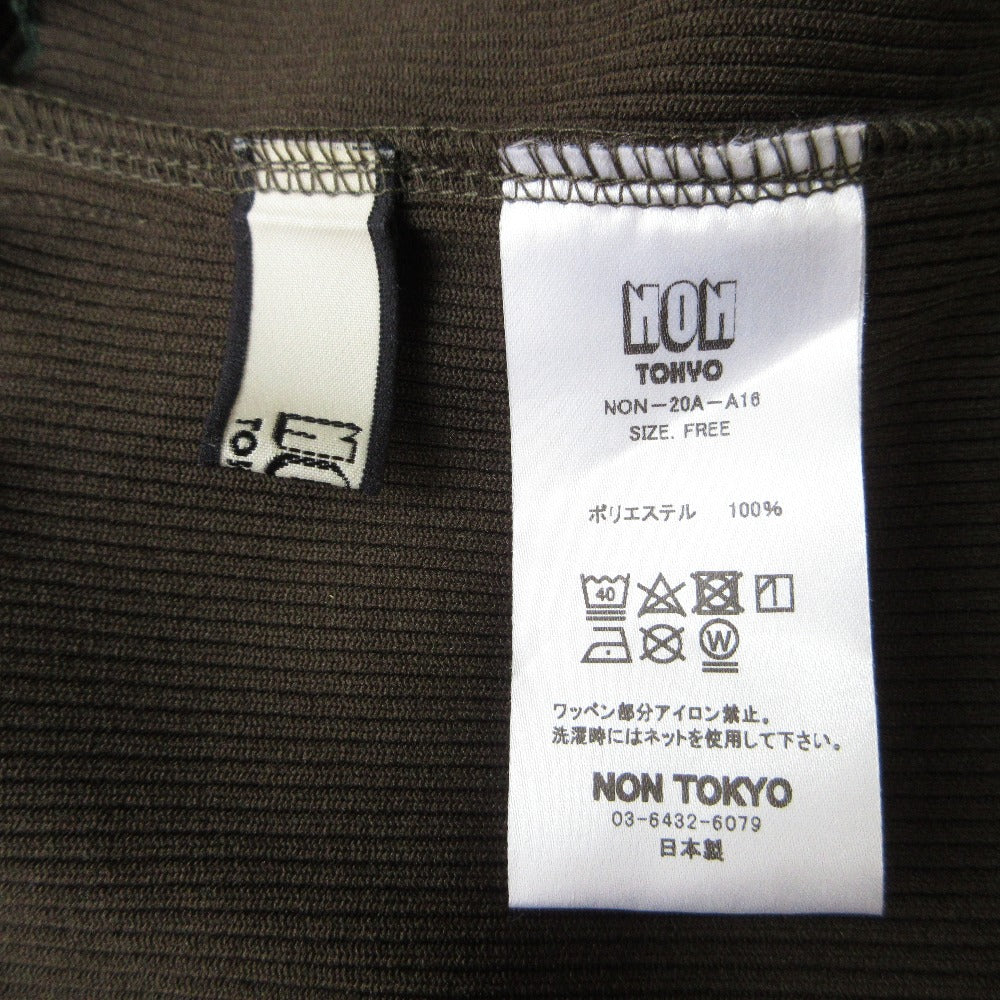 NON
TOKYO
NON-20A-A16
SIZE. FREE
ポリエステル 100%
40
W
ワッペン部分アイロン禁止。
洗濯時にはネットを使用して下さい。
NON TOKYO
03-6432-6079
日本製